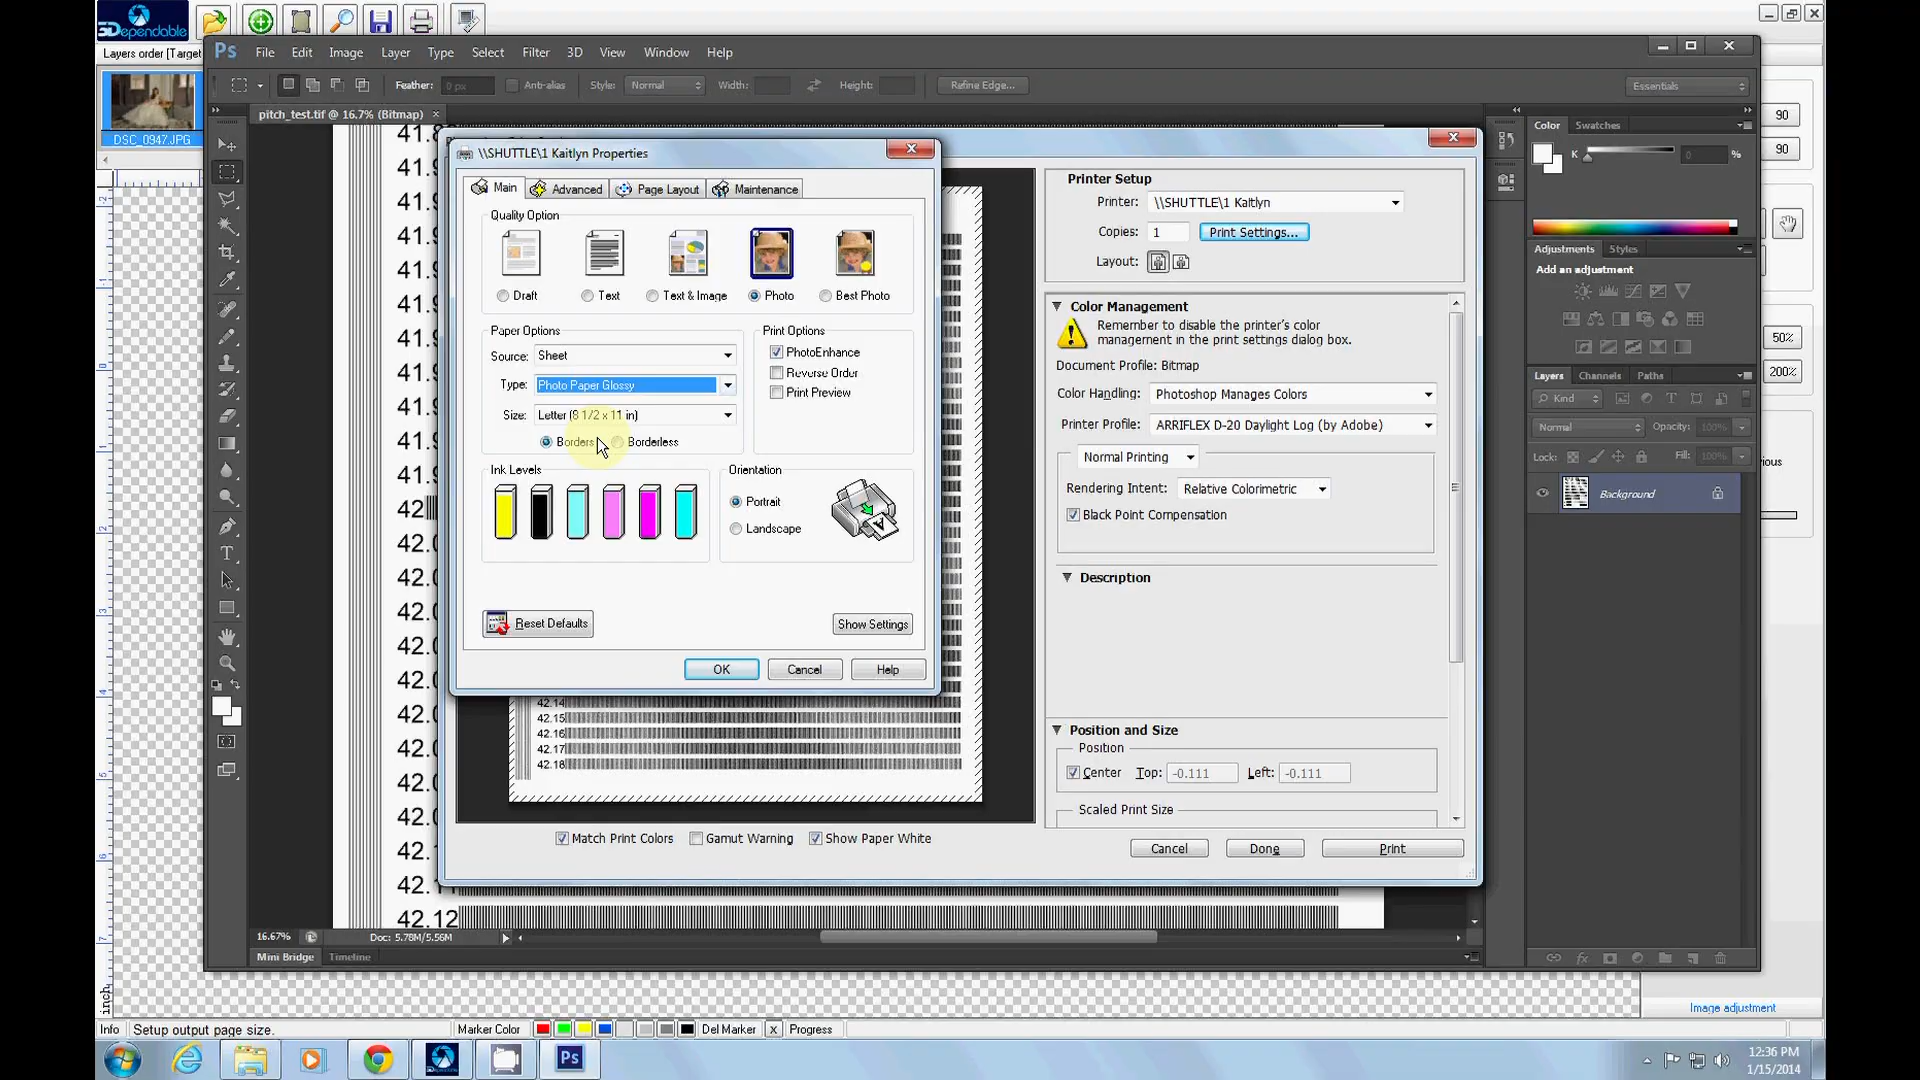 3Dependable
Layers order [Target
DSC_0947.JPG
Ps File Edit Image Layer Type Select Filter 3D View Window Help
Feather: 0 px Anti-alias Style: Normal Width: Height: Refine Edge... Essentials
pitch_test.tif @ 16.7% (Bitmap) ×
\\SHUTTLE\1 Kaitlyn Properties
Main Advanced Page Layout Maintenance
Quality Option
Draft Text Text & Image Photo Best Photo
Paper Options
Source: Sheet
Type: Photo Paper Glossy
Size: Letter (8 1/2 x 11 in)
Borders Borderless
Print Options
PhotoEnhance
Reverse Order
Print Preview
Ink Levels
Orientation
Portrait
Landscape
Reset Defaults
Show Settings
OK Cancel Help
42.14
42.15
42.16
42.17
42.18
42.12
Match Print Colors Gamut Warning Show Paper White
Printer Setup
Printer: \\SHUTTLE\1 Kaitlyn
Copies: 1 Print Settings...
Layout:
Color Management
Remember to disable the printer's color
management in the print settings dialog box.
Document Profile: Bitmap
Color Handling: Photoshop Manages Colors
Printer Profile: ARRIFLEX D-20 Daylight Log (by Adobe)
Normal Printing
Rendering Intent: Relative Colorimetric
Black Point Compensation
Description
Position and Size
Position
Center Top: -0.111 Left: -0.111
Scaled Print Size
Cancel Done Print
Color Swatches
K 0 %
Adjustments Styles
Add an adjustment
Layers Channels Paths
Kind
Normal Opacity: 100%
Lock: Fill: 100%
Background
90
90
50%
200%
vious
16.67% Doc: 5.78M/5.56M
Mini Bridge Timeline
Image adjustment
inch
Info Setup output page size. Marker Color Del Marker x Progress
Ps
12:36 PM
1/15/2014